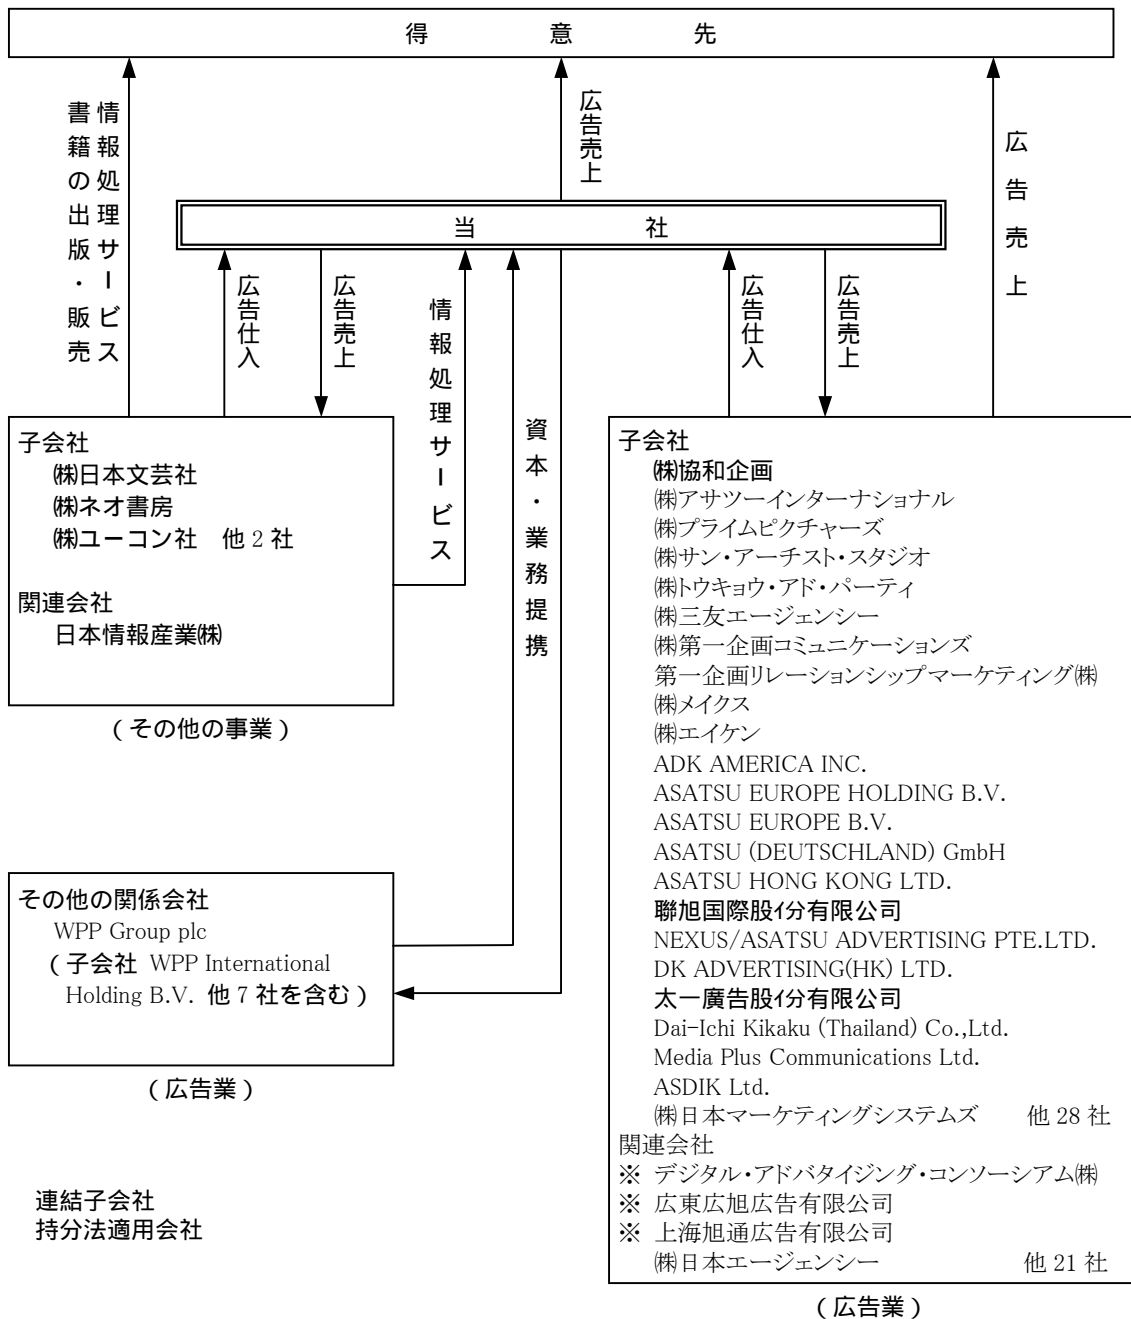 得意先
情報処理サービス
書籍の出版・販売
広告売上
広告売上
当社
広告仕入
広告売上
情報処理サービス
資本・業務提携
広告仕入
広告売上
子会社
㈱日本文芸社
㈱ネオ書房
㈱ユーコン社 他 2 社
関連会社
日本情報産業㈱
(その他の事業)
その他の関係会社
WPP Group plc
(子会社 WPP International
Holding B.V. 他 7 社を含む)
(広告業)
連結子会社
持分法適用会社
子会社
㈱協和企画
㈱アサツーインターナショナル
㈱プライムピクチャーズ
㈱サン・アーチスト・スタジオ
㈱トウキョウ・アド・パーティ
㈱三友エージェンシー
㈱第一企画コミュニケーションズ
第一企画リレーションシップマーケティング㈱
㈱メイクス
㈱エイケン
ADK AMERICA INC.
ASATSU EUROPE HOLDING B.V.
ASATSU EUROPE B.V.
ASATSU (DEUTSCHLAND) GmbH
ASATSU HONG KONG LTD.
聯旭国際股イ分有限公司
NEXUS/ASATSU ADVERTISING PTE.LTD.
DK ADVERTISING(HK) LTD.
太一廣告股イ分有限公司
Dai-Ichi Kikaku (Thailand) Co.,Ltd.
Media Plus Communications Ltd.
ASDIK Ltd.
㈱日本マーケティングシステムズ 他 28 社
関連会社
※ デジタル・アドバタイジング・コンソーシアム㈱
※ 広東広旭広告有限公司
※ 上海旭通広告有限公司
㈱日本エージェンシー 他 21 社
(広告業)